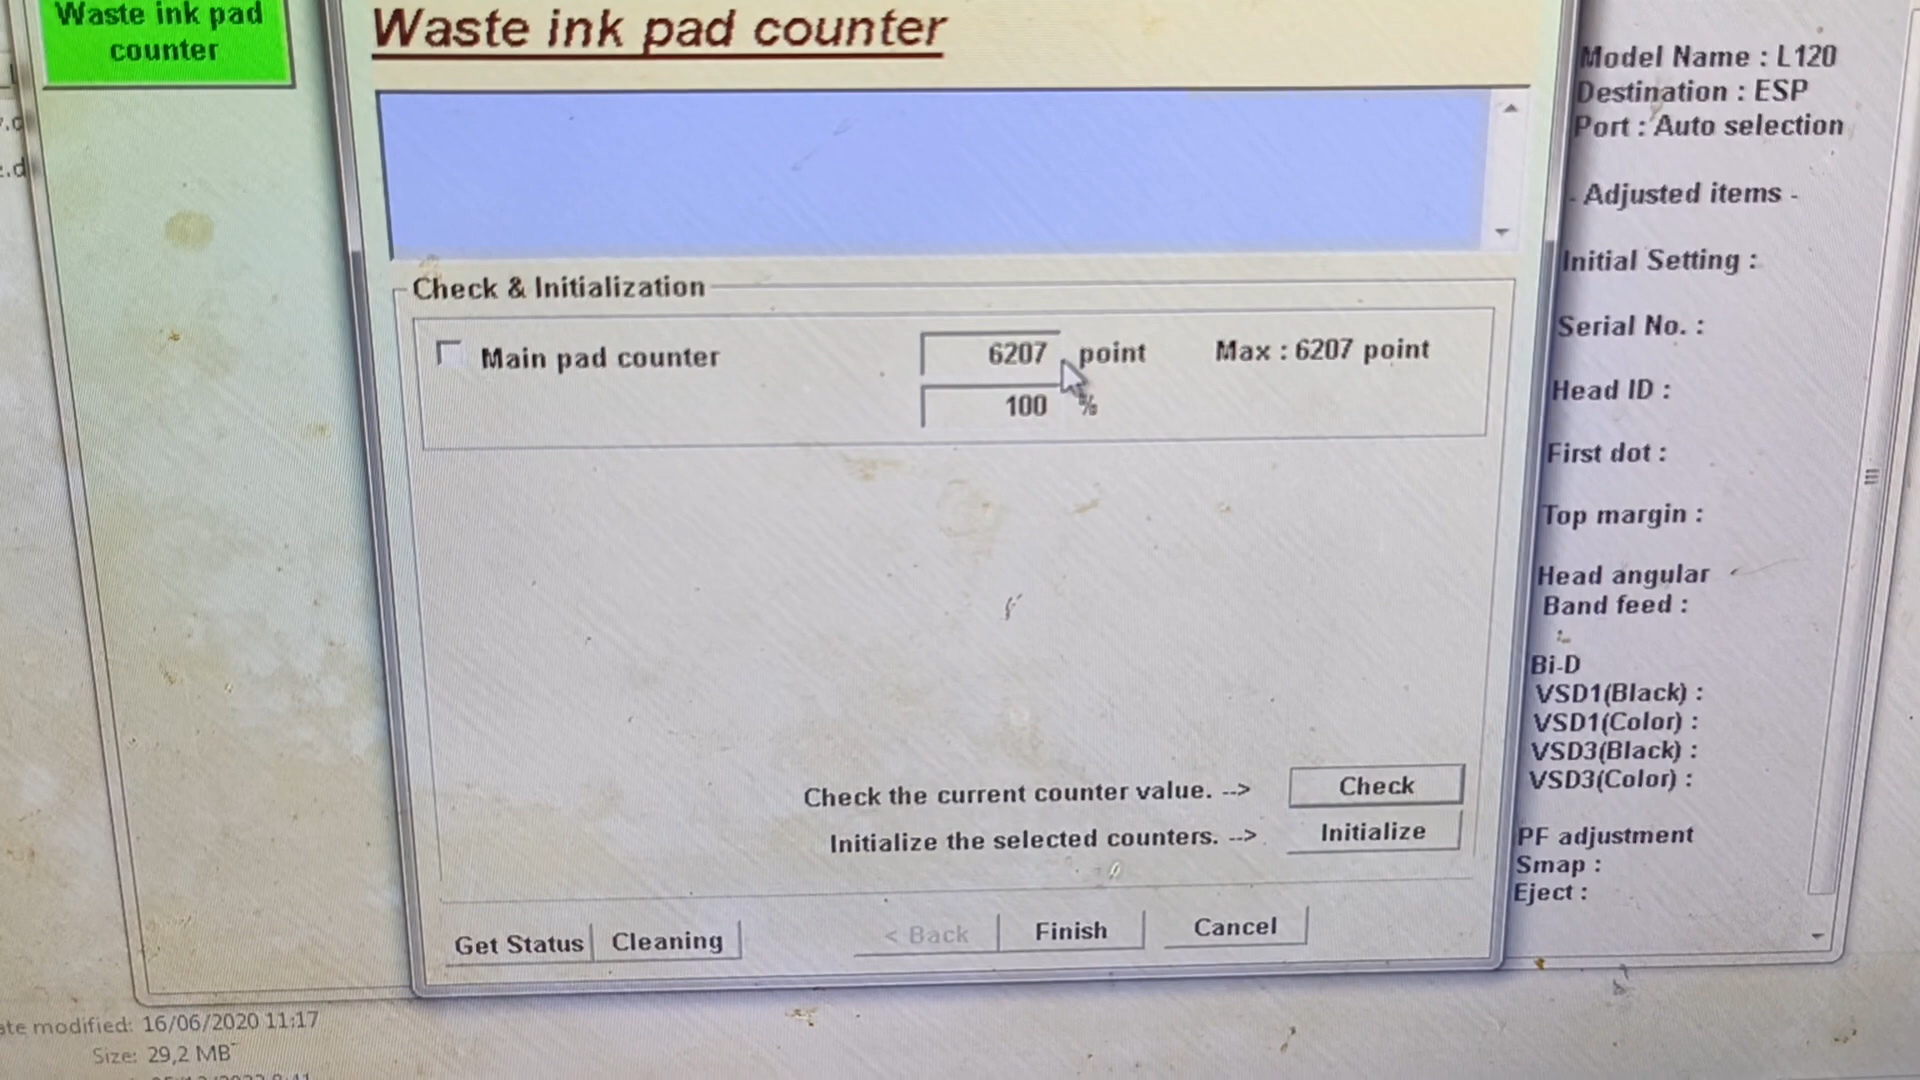 Waste ink pad
counter
Waste ink pad counter
Check & Initialization
Main pad counter
6207 point
Max : 6207 point
100 %
Check the current counter value. -->
Check
Initialize the selected counters. -->
Initialize
Get Status
Cleaning
< Back
Finish
Cancel
Model Name : L120
Destination : ESP
Port : Auto selection
- Adjusted items -
Initial Setting :
Serial No. :
Head ID :
First dot :
Top margin :
Head angular
Band feed :
:
Bi-D
VSD1(Black) :
VSD1(Color) :
VSD3(Black) :
VSD3(Color) :
PF adjustment
Smap :
Eject :
modified: 16/06/2020 11:17
Size: 29,2 MB